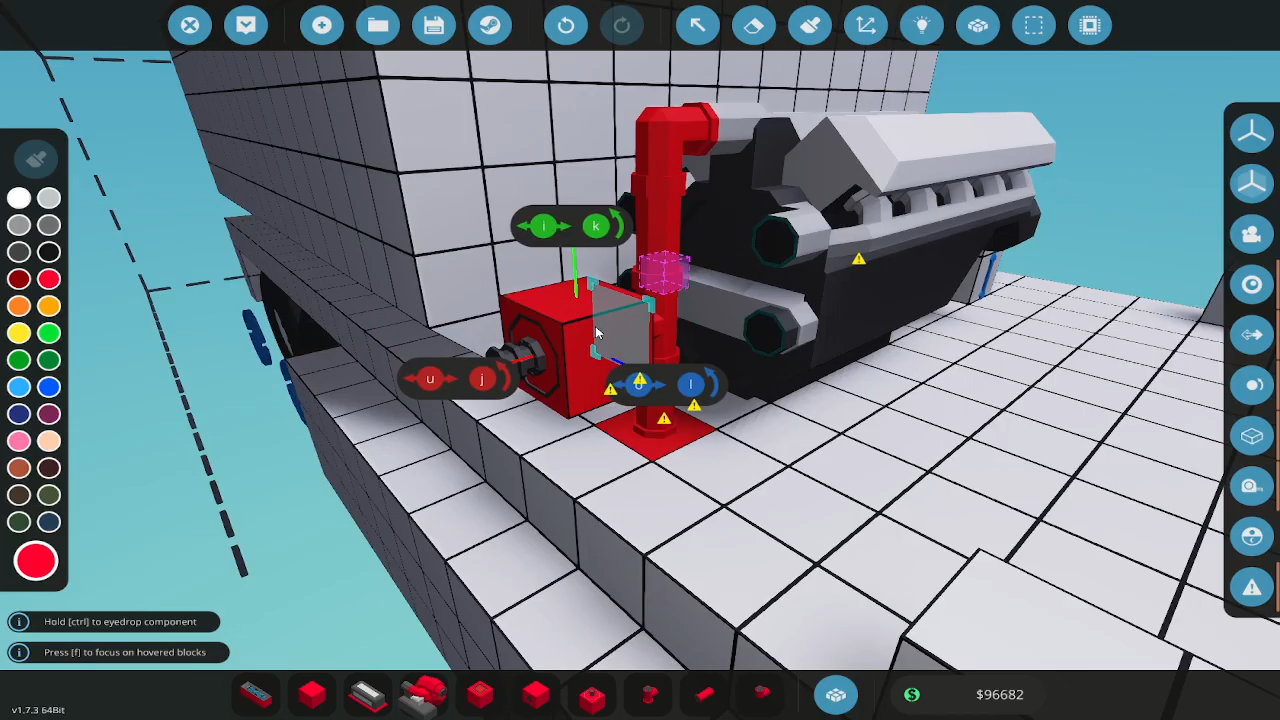 i k
u j
l
Hold [ctrl] to eyedrop component
Press [f] to focus on hovered blocks
v1.7.3 64Bit
$ $96682